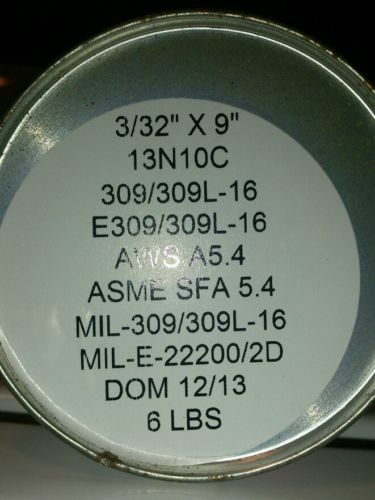 3/32" X 9"
13N10C
309/309L-16
E309/309L-16
AWS A5.4
ASME SFA 5.4
MIL-309/309L-16
MIL-E-22200/2D
DOM 12/13
6 LBS